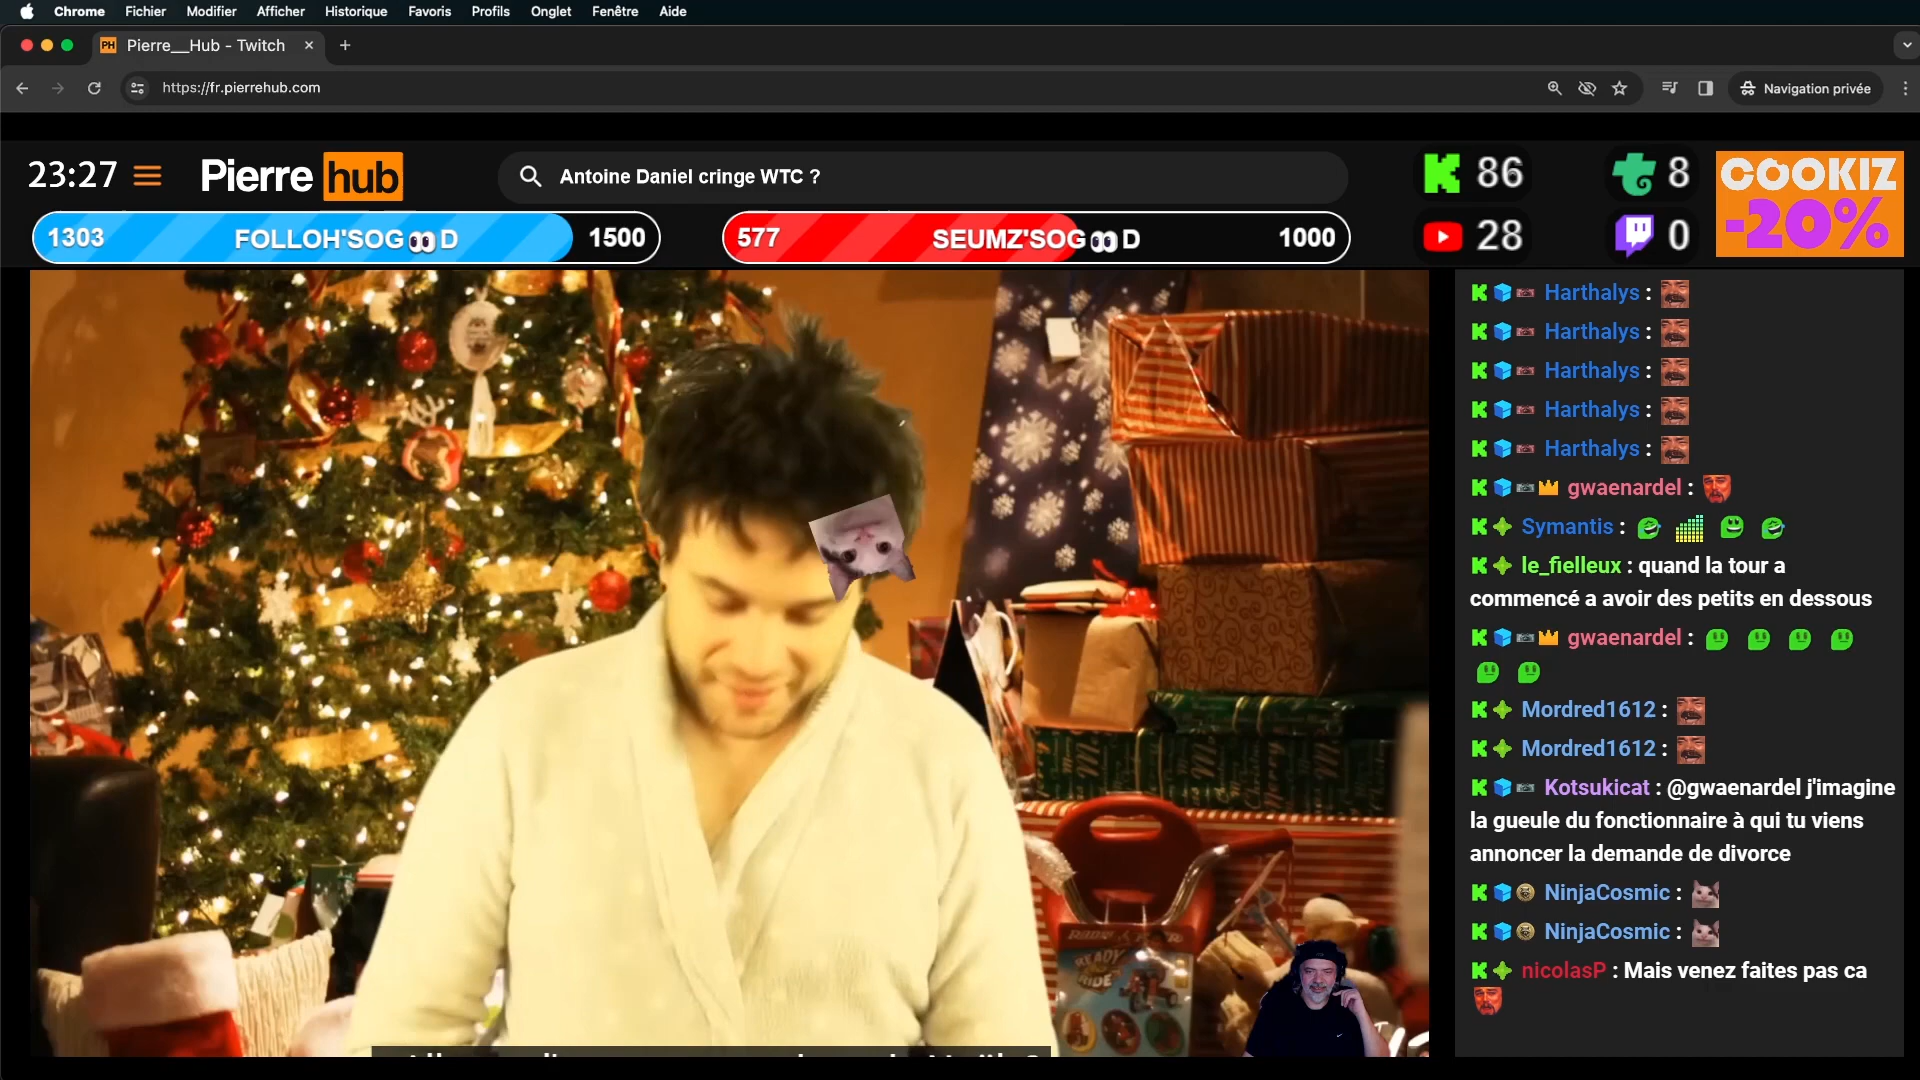 Chrome Fichier Modifier Afficher Historique Favoris Profils Onglet Fenêtre Aide
PH Pierre__Hub - Twitch
https://fr.pierrehub.com
Navigation privée
23:27
Pierre hub
Antoine Daniel cringe WTC ?
86
8
COOKIZ
-20%
1303 FOLLOH'SOG👀D 1500
577 SEUMZ'SOG👀D 1000
28
0
Harthalys :
Harthalys :
Harthalys :
Harthalys :
Harthalys :
gwaenardel :
Symantis :
le_fielleux : quand la tour a
commencé a avoir des petits en dessous
gwaenardel :
Mordred1612 :
Mordred1612 :
Kotsukicat : @gwaenardel j'imagine
la gueule du fonctionnaire à qui tu viens
annoncer la demande de divorce
NinjaCosmic :
NinjaCosmic :
nicolasP : Mais venez faites pas ca
READY
RIDE